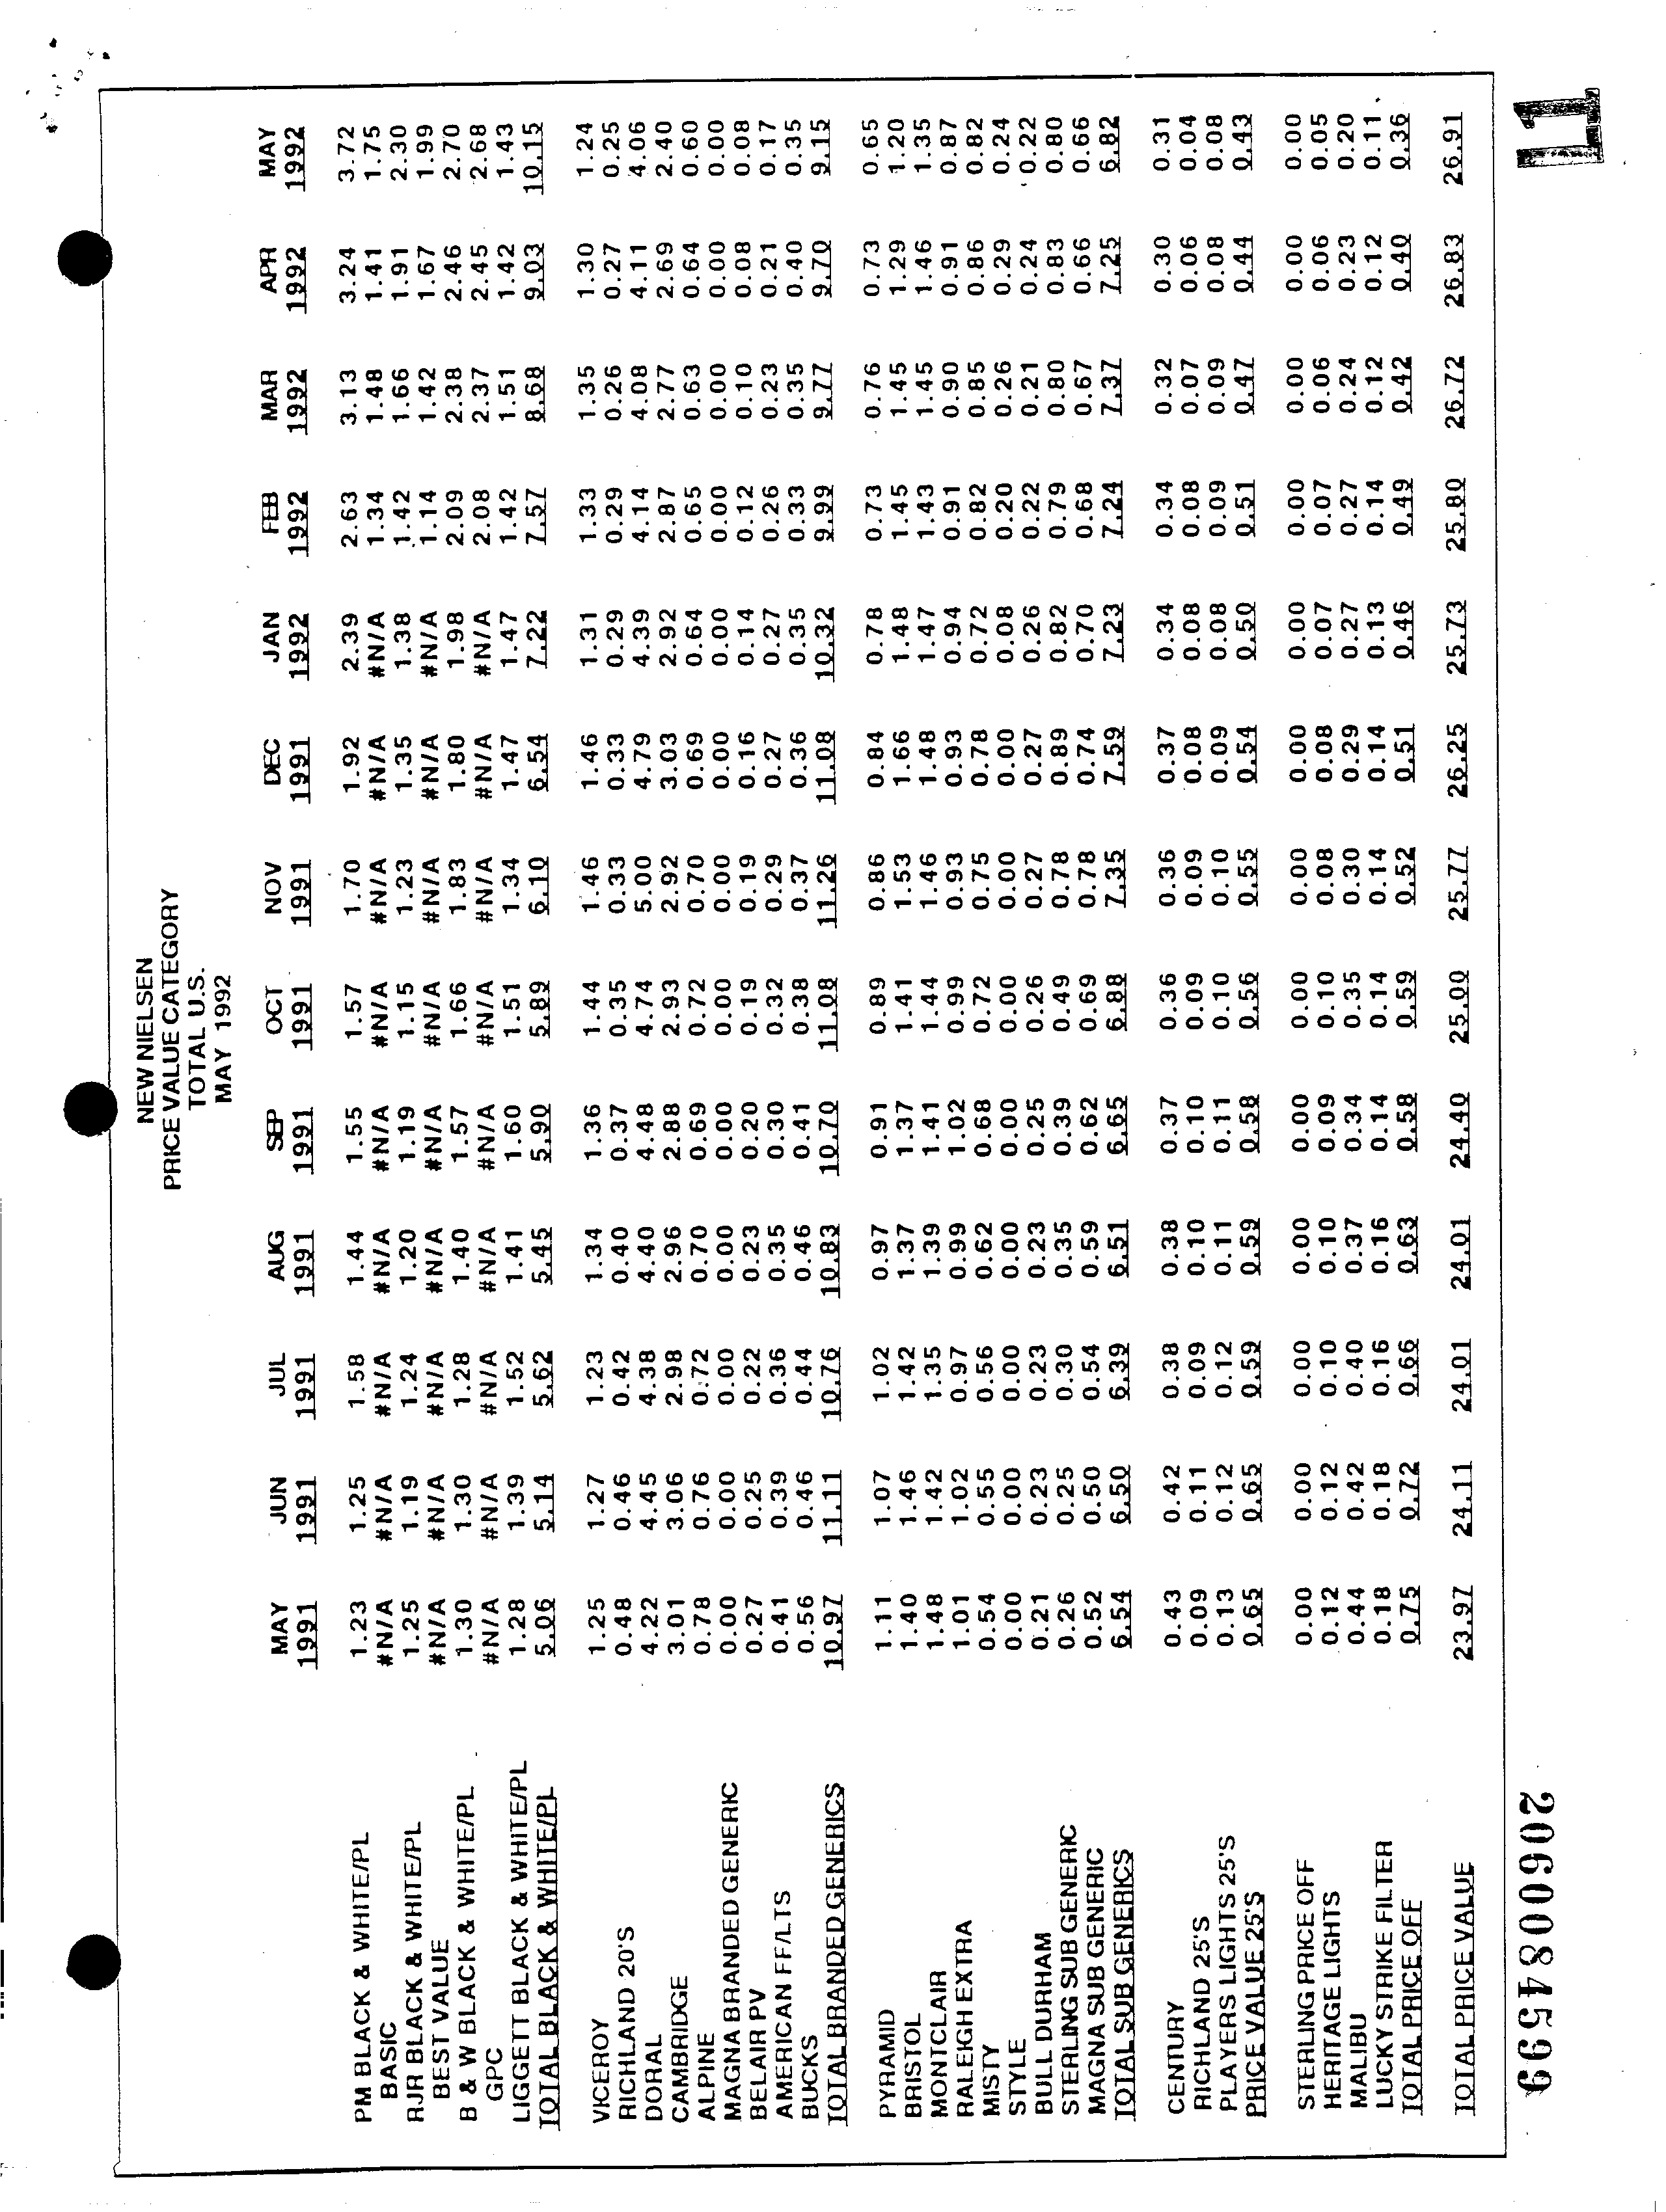 NEW NIELSEN
PRICE VALUE CATEGORY
TOTAL U.S.
MAY 1992
MAY JUN JUL AUG SEP OCT NOV DEC JAN FEB MAR APR MAY
1991 1991 1991 1991 1991 1991 1991 1991 1992 1992 1992 1992 1992
PM BLACK & WHITE/PL 1.23 1.25 1.58 1.44 1.55 1.57 1.70 1.92 2.39 2.63 3.13 3.24 3.72
BASIC #N/A #N/A #N/A #N/A #N/A #N/A #N/A #N/A #N/A 1.34 1.48 1.41 1.75
RJR BLACK & WHITE/PL 1.25 1.19 1.24 1.20 1.19 1.15 1.23 1.35 1.38 1.42 1.66 1.91 2.30
BEST VALUE #N/A #N/A #N/A #N/A #N/A #N/A #N/A #N/A #N/A 1.14 1.42 1.67 1.99
B & W BLACK & WHITE/PL 1.30 1.30 1.28 1.40 1.57 1.66 1.83 1.80 1.98 2.09 2.38 2.46 2.70
GPC #N/A #N/A #N/A #N/A #N/A #N/A #N/A #N/A #N/A 2.08 2.37 2.45 2.68
LIGGETT BLACK & WHITE/PL 1.28 1.39 1.52 1.41 1.60 1.51 1.34 1.47 1.47 1.42 1.51 1.42 1.43
TOTAL BLACK & WHITE/PL 5.06 5.14 5.62 5.45 5.90 5.89 6.10 6.54 7.22 7.57 8.68 9.03 10.15
VICEROY 1.25 1.27 1.23 1.34 1.36 1.44 1.46 1.46 1.31 1.33 1.35 1.30 1.24
RICHLAND 20'S 0.48 0.46 0.42 0.40 0.37 0.35 0.33 0.33 0.29 0.29 0.26 0.27 0.25
DORAL 4.22 4.45 4.38 4.40 4.48 4.74 5.00 4.79 4.39 4.14 4.08 4.11 4.06
CAMBRIDGE 3.01 3.06 2.98 2.96 2.88 2.93 2.92 3.03 2.92 2.87 2.77 2.69 2.40
ALPINE 0.78 0.76 0.72 0.70 0.69 0.72 0.70 0.69 0.64 0.65 0.63 0.64 0.60
MAGNA BRANDED GENERIC 0.00 0.00 0.00 0.00 0.00 0.00 0.00 0.00 0.00 0.00 0.00 0.00 0.00
BELAIR PV 0.27 0.25 0.22 0.23 0.20 0.19 0.19 0.16 0.14 0.12 0.10 0.08 0.08
AMERICAN FF/LTS 0.41 0.39 0.36 0.35 0.30 0.32 0.29 0.27 0.27 0.26 0.23 0.21 0.17
BUCKS 0.56 0.46 0.44 0.46 0.41 0.38 0.37 0.36 0.35 0.33 0.35 0.40 0.35
TOTAL BRANDED GENERICS 10.97 11.11 10.76 10.83 10.70 11.08 11.26 11.08 10.32 9.99 9.77 9.70 9.15
PYRAMID 1.11 1.07 1.02 0.97 0.91 0.89 0.86 0.84 0.78 0.73 0.76 0.73 0.65
BRISTOL 1.40 1.46 1.42 1.37 1.37 1.41 1.53 1.66 1.48 1.45 1.45 1.29 1.20
MONTCLAIR 1.48 1.42 1.35 1.39 1.41 1.44 1.46 1.48 1.47 1.43 1.45 1.46 1.35
RALEIGH EXTRA 1.01 1.02 0.97 0.99 1.02 0.99 0.93 0.93 0.94 0.91 0.90 0.91 0.87
MISTY 0.54 0.55 0.56 0.62 0.68 0.72 0.75 0.78 0.72 0.82 0.85 0.86 0.82
STYLE 0.00 0.00 0.00 0.00 0.00 0.00 0.00 0.00 0.08 0.20 0.26 0.29 0.24
BULL DURHAM 0.21 0.23 0.23 0.23 0.25 0.26 0.27 0.27 0.26 0.22 0.21 0.24 0.22
STERLING SUB GENERIC 0.26 0.25 0.30 0.35 0.39 0.49 0.78 0.89 0.82 0.79 0.80 0.83 0.80
MAGNA SUB GENERIC 0.52 0.50 0.54 0.59 0.62 0.69 0.78 0.74 0.70 0.68 0.67 0.66 0.66
TOTAL SUB GENERICS 6.54 6.50 6.39 6.51 6.65 6.88 7.35 7.59 7.23 7.24 7.37 7.25 6.82
CENTURY 0.43 0.42 0.38 0.38 0.37 0.36 0.36 0.37 0.34 0.34 0.32 0.30 0.31
RICHLAND 25'S 0.09 0.11 0.09 0.10 0.10 0.09 0.09 0.08 0.08 0.08 0.07 0.06 0.04
PLAYERS LIGHTS 25'S 0.13 0.12 0.12 0.11 0.11 0.10 0.10 0.09 0.08 0.09 0.09 0.08 0.08
PRICE VALUE 25'S 0.65 0.65 0.59 0.59 0.58 0.56 0.55 0.54 0.50 0.51 0.47 0.44 0.43
STERLING PRICE OFF 0.00 0.00 0.00 0.00 0.00 0.00 0.00 0.00 0.00 0.00 0.00 0.00 0.00
HERITAGE LIGHTS 0.12 0.12 0.10 0.10 0.09 0.10 0.08 0.08 0.07 0.07 0.06 0.06 0.05
MALIBU 0.44 0.42 0.40 0.37 0.34 0.35 0.30 0.29 0.27 0.27 0.24 0.23 0.20
LUCKY STRIKE FILTER 0.18 0.18 0.16 0.16 0.14 0.14 0.14 0.14 0.13 0.14 0.12 0.12 0.11
TOTAL PRICE OFF 0.75 0.72 0.66 0.63 0.58 0.59 0.52 0.51 0.46 0.49 0.42 0.40 0.36
TOTAL PRICE VALUE 23.97 24.11 24.01 24.01 24.40 25.00 25.77 26.25 25.73 25.80 26.72 26.83 26.91
11
2060084599